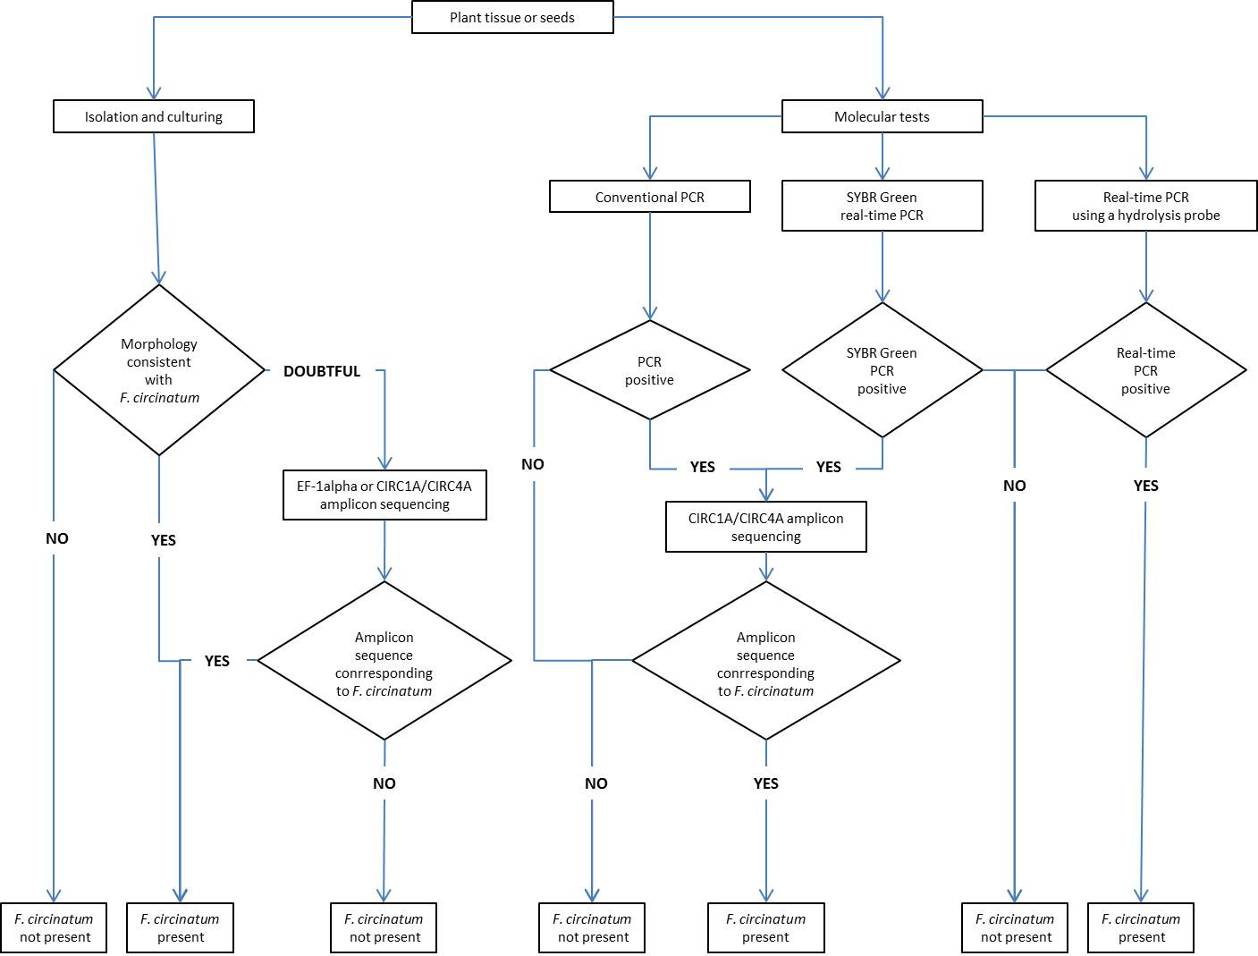 Plant tissue or seeds
Isolation and culturing
Molecular tests
Conventional PCR
SYBR Green
real-time PCR
Real-time PCR
using a hydrolysis probe
Morphology
consistent
with
F. circinatum
DOUBTFUL
PCR
positive
SYBR Green
PCR
positive
Real-time
PCR
positive
EF-1alpha or CIRC1A/CIRC4A
amplicon sequencing
NO
YES
YES
NO
YES
CIRC1A/CIRC4A amplicon
sequencing
NO
YES
Amplicon
sequence
conrresponding
to F. circinatum
YES
Amplicon
sequence
conrresponding
to F. circinatum
NO
NO
YES
F. circinatum
not present
F. circinatum
present
F. circinatum
not present
F. circinatum
not present
F. circinatum
present
F. circinatum
not present
F. circinatum
present